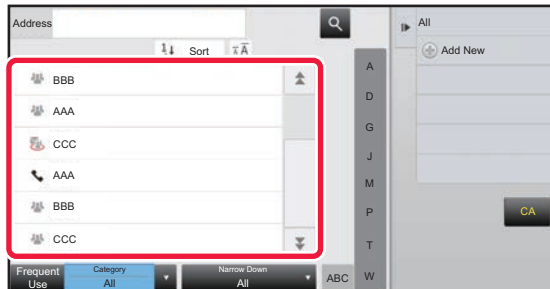 Address
All
Sort
Add New
BBB
AAA
CCC
AAA
BBB
CCC
A
D
G
J
M
P
T
W
CA
Frequent Use
Category
All
Narrow Down
All
ABC